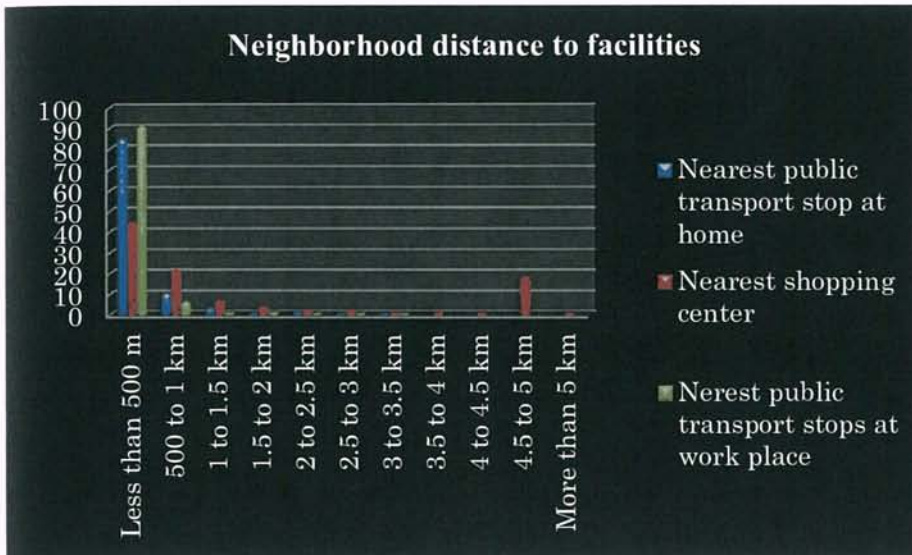 Neighborhood distance to facilities
100
90
80
70
60
50
40
30
20
10
0
Less than 500 m
500 to 1 km
1 to 1.5 km
1.5 to 2 km
2 to 2.5 km
2.5 to 3 km
3 to 3.5 km
3.5 to 4 km
4 to 4.5 km
4.5 to 5 km
More than 5 km
Nearest public
transport stop at
home
Nearest shopping
center
Nerest public
transport stops at
work place